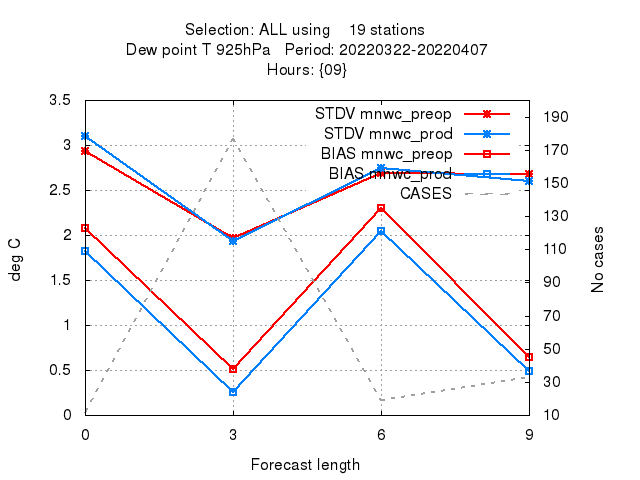 Selection: ALL using 19 stations
Dew point T 925hPa Period: 20220322-20220407
Hours: {09}
STDV mnwc_preop
STDV mnwc_prod
BIAS mnwc_preop
BIAS mnwc_prod
CASES
3.5
3
2.5
2
1.5
1
0.5
0
deg C
190
170
150
130
110
90
70
50
30
10
No cases
0 3 6 9
Forecast length